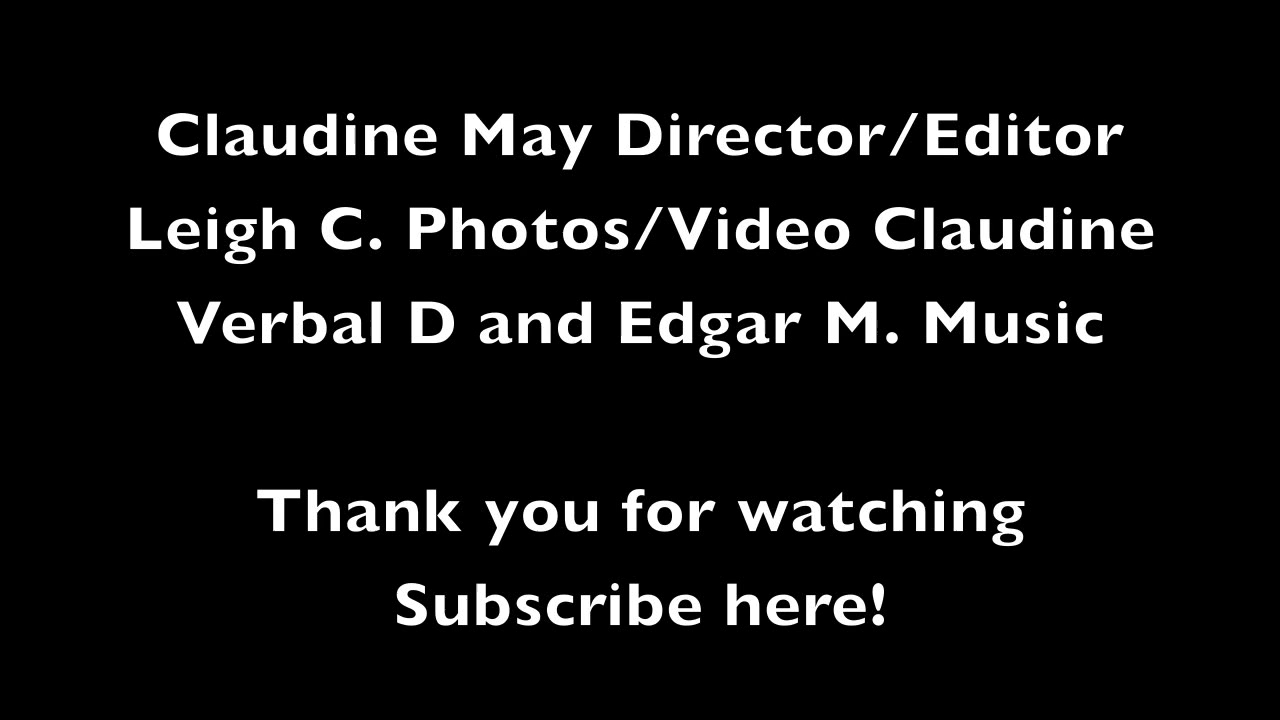 Claudine May Director/Editor
Leigh C. Photos/Video Claudine
Verbal D and Edgar M. Music
Thank you for watching
Subscribe here!